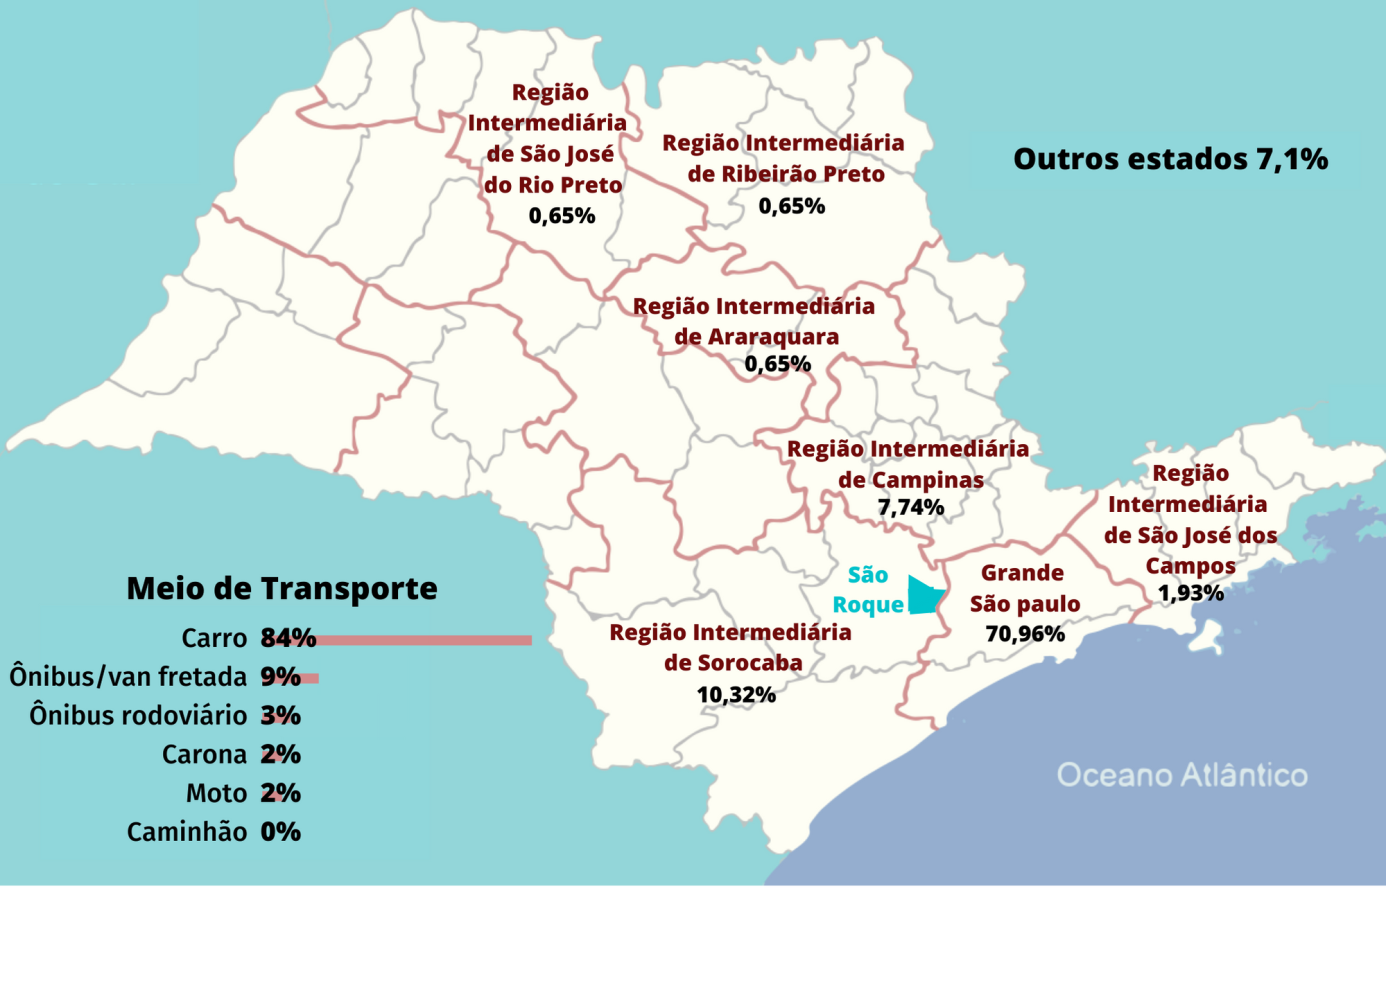 Região
Intermediária
de São José
do Rio Preto
0,65%
Região Intermediária
de Ribeirão Preto
0,65%
Outros estados 7,1%
Região Intermediária
de Araraquara
0,65%
Região Intermediária
de Campinas
7,74%
Região
Intermediária
de São José dos
Campos
1,93%
São
Roque
Grande
São paulo
70,96%
Região Intermediária
de Sorocaba
10,32%
Oceano Atlântico
Meio de Transporte
Carro 84%
Ônibus/van fretada 9%
Ônibus rodoviário 3%
Carona 2%
Moto 2%
Caminhão 0%